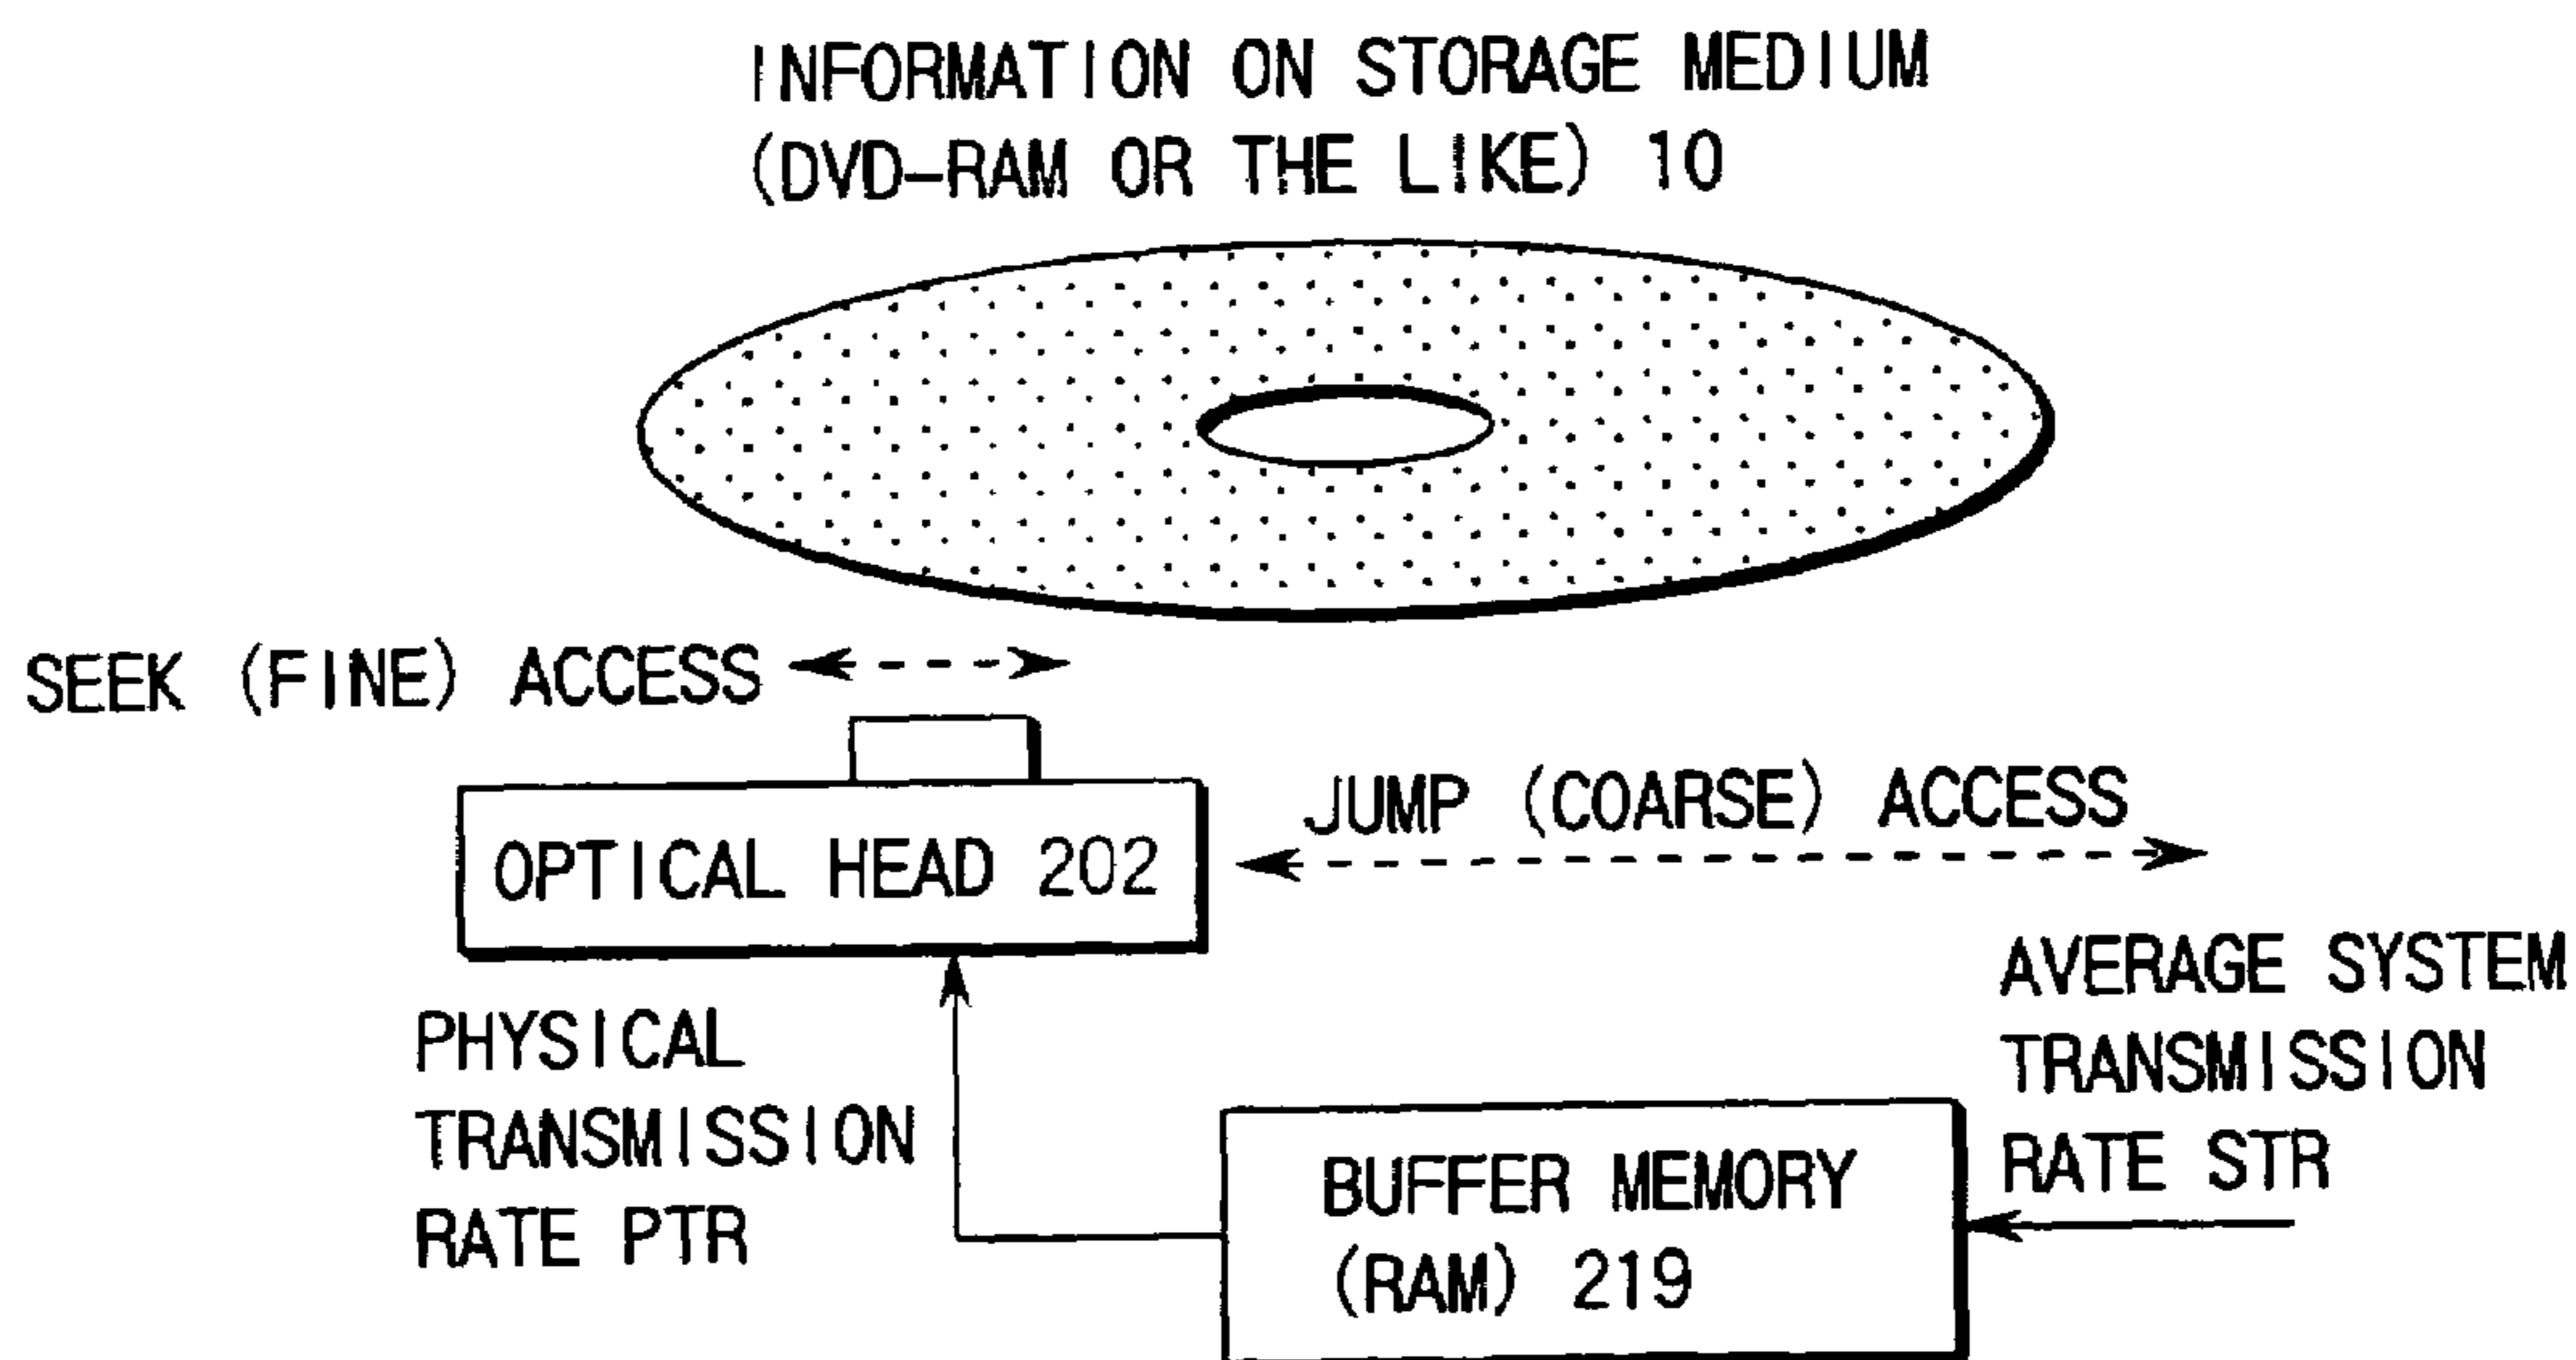 INFORMATION ON STORAGE MEDIUM
(DVD-RAM OR THE LIKE) 10
SEEK (FINE) ACCESS
JUMP (COARSE) ACCESS
OPTICAL HEAD 202
PHYSICAL
TRANSMISSION
RATE PTR
AVERAGE SYSTEM
TRANSMISSION
RATE STR
BUFFER MEMORY
(RAM) 219